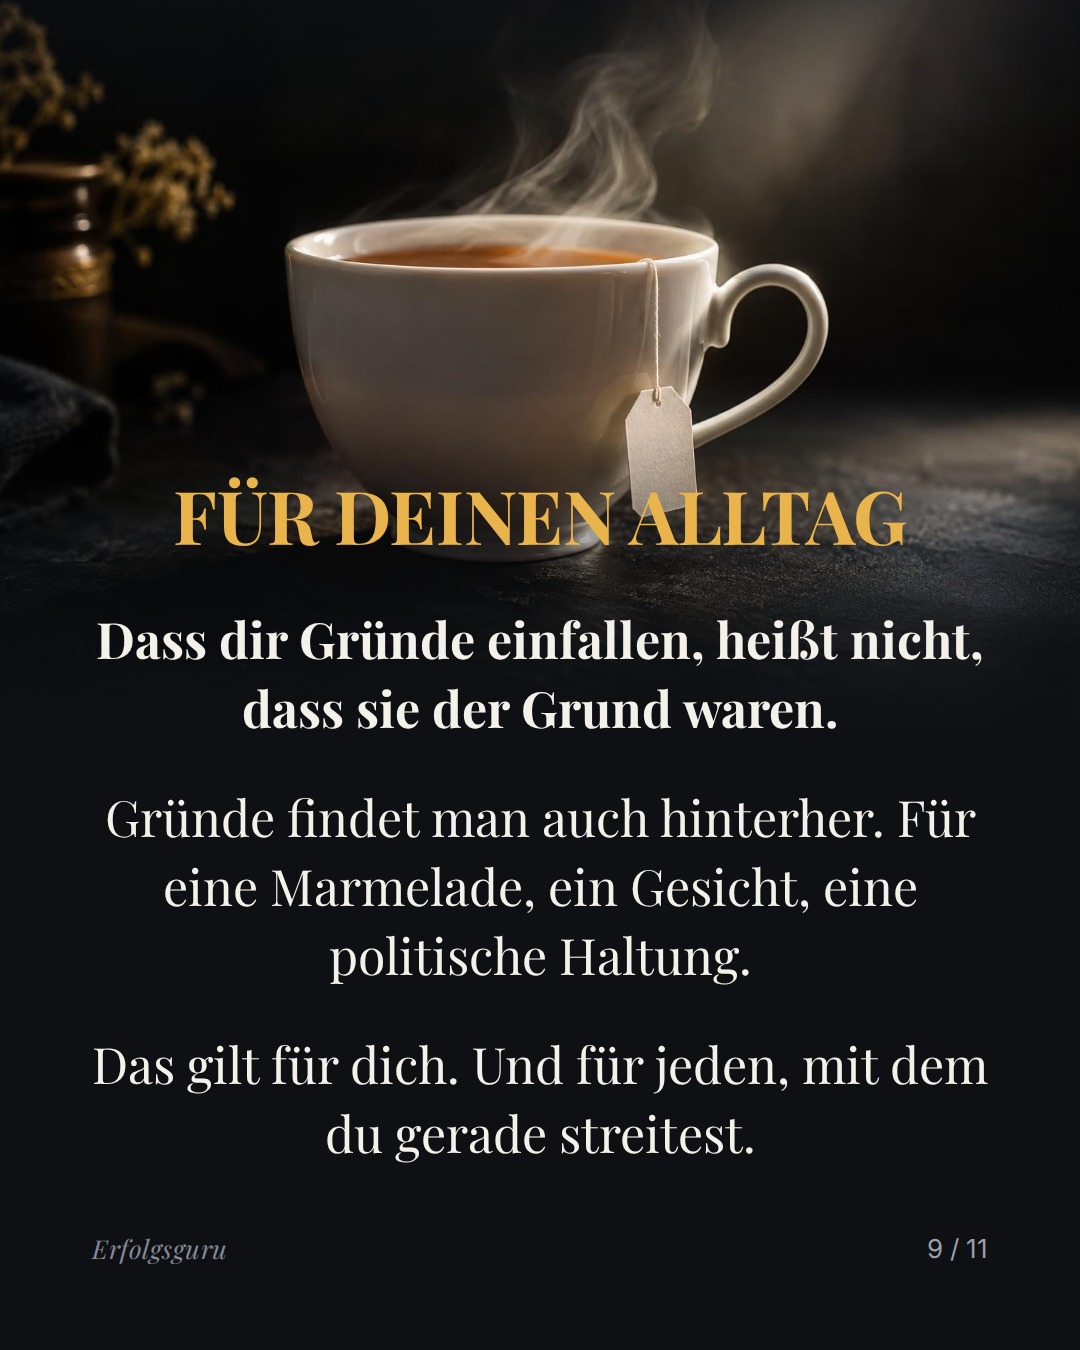 FÜR DEINEN ALLTAG
Dass dir Gründe einfallen, heißt nicht,
dass sie der Grund waren.
Gründe findet man auch hinterher. Für
eine Marmelade, ein Gesicht, eine
politische Haltung.
Das gilt für dich. Und für jeden, mit dem
du gerade streitest.
Erfolgsguru
9 / 11